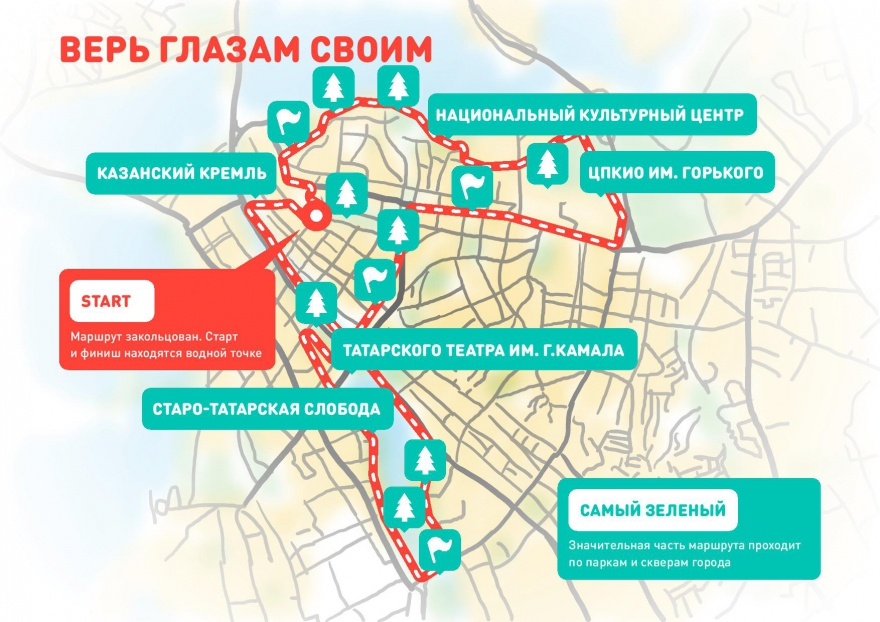 ВЕРЬ ГЛАЗАМ СВОИМ
НАЦИОНАЛЬНЫЙ КУЛЬТУРНЫЙ ЦЕНТР
КАЗАНСКИЙ КРЕМЛЬ
ЦПКИО ИМ. ГОРЬКОГО
START
Маршрут закольцован. Старт
и финиш находятся водной точке
ТАТАРСКОГО ТЕАТРА ИМ. Г.КАМАЛА
СТАРО-ТАТАРСКАЯ СЛОБОДА
САМЫЙ ЗЕЛЕНЫЙ
Значительная часть маршрута проходит
по паркам и скверам города